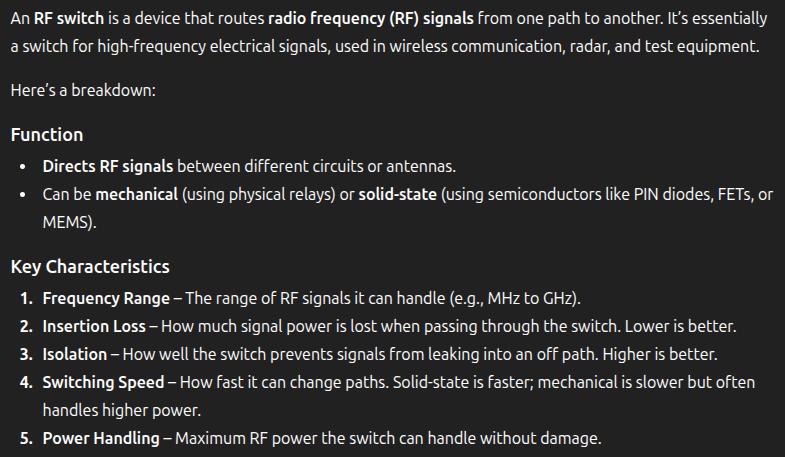 An RF switch is a device that routes radio frequency (RF) signals from one path to another. It’s essentially
a switch for high-frequency electrical signals, used in wireless communication, radar, and test equipment.
Here’s a breakdown:
Function
• Directs RF signals between different circuits or antennas.
• Can be mechanical (using physical relays) or solid-state (using semiconductors like PIN diodes, FETs, or
MEMS).
Key Characteristics
1. Frequency Range – The range of RF signals it can handle (e.g., MHz to GHz).
2. Insertion Loss – How much signal power is lost when passing through the switch. Lower is better.
3. Isolation – How well the switch prevents signals from leaking into an off path. Higher is better.
4. Switching Speed – How fast it can change paths. Solid-state is faster; mechanical is slower but often
handles higher power.
5. Power Handling – Maximum RF power the switch can handle without damage.